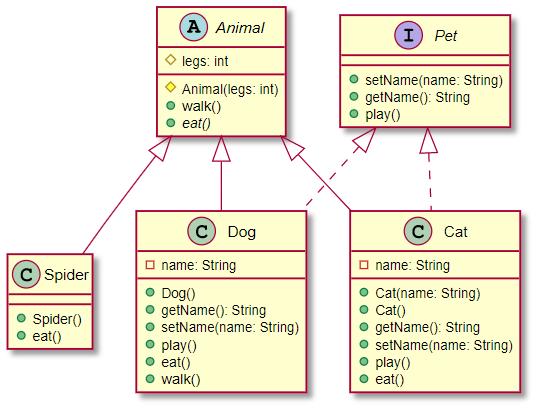 A Animal
legs: int
Animal(legs: int)
walk()
eat()
I Pet
setName(name: String)
getName(): String
play()
C Spider
Spider()
eat()
C Dog
name: String
Dog()
getName(): String
setName(name: String)
play()
eat()
walk()
C Cat
name: String
Cat(name: String)
Cat()
getName(): String
setName(name: String)
play()
eat()